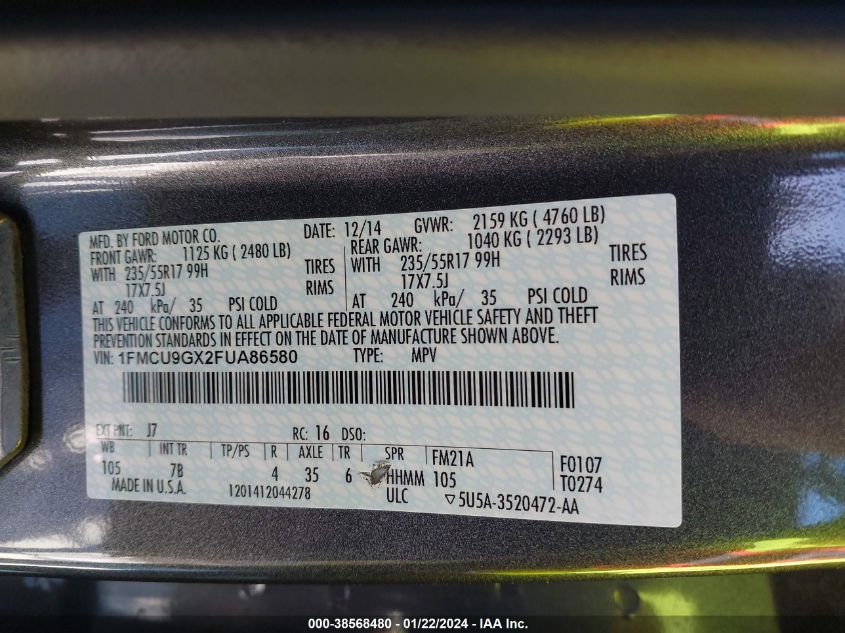 MFD. BY FORD MOTOR CO. DATE: 12/14 GVWR: 2159 KG ( 4760 LB)
FRONT GAWR: 1125 KG ( 2480 LB) REAR GAWR: 1040 KG ( 2293 LB)
WITH 235/55R17 99H TIRES WITH 235/55R17 99H TIRES
17X7.5J RIMS 17X7.5J RIMS
AT 240 kPa/ 35 PSI COLD AT 240 kPa/ 35 PSI COLD
THIS VEHICLE CONFORMS TO ALL APPLICABLE FEDERAL MOTOR VEHICLE SAFETY AND THEFT
PREVENTION STANDARDS IN EFFECT ON THE DATE OF MANUFACTURE SHOWN ABOVE.
VIN: 1FMCU9GX2FUA86580 TYPE: MPV
EXT PNT: J7 RC: 16 DSO:
WB INT TR TP/PS R AXLE TR SPR FM21A F0107
105 7B 4 35 6 HHMM 105 T0274
MADE IN U.S.A. 1201412044278 ULC ▽5U5A-3520472-AA
000-38568480 - 01/22/2024 - IAA Inc.